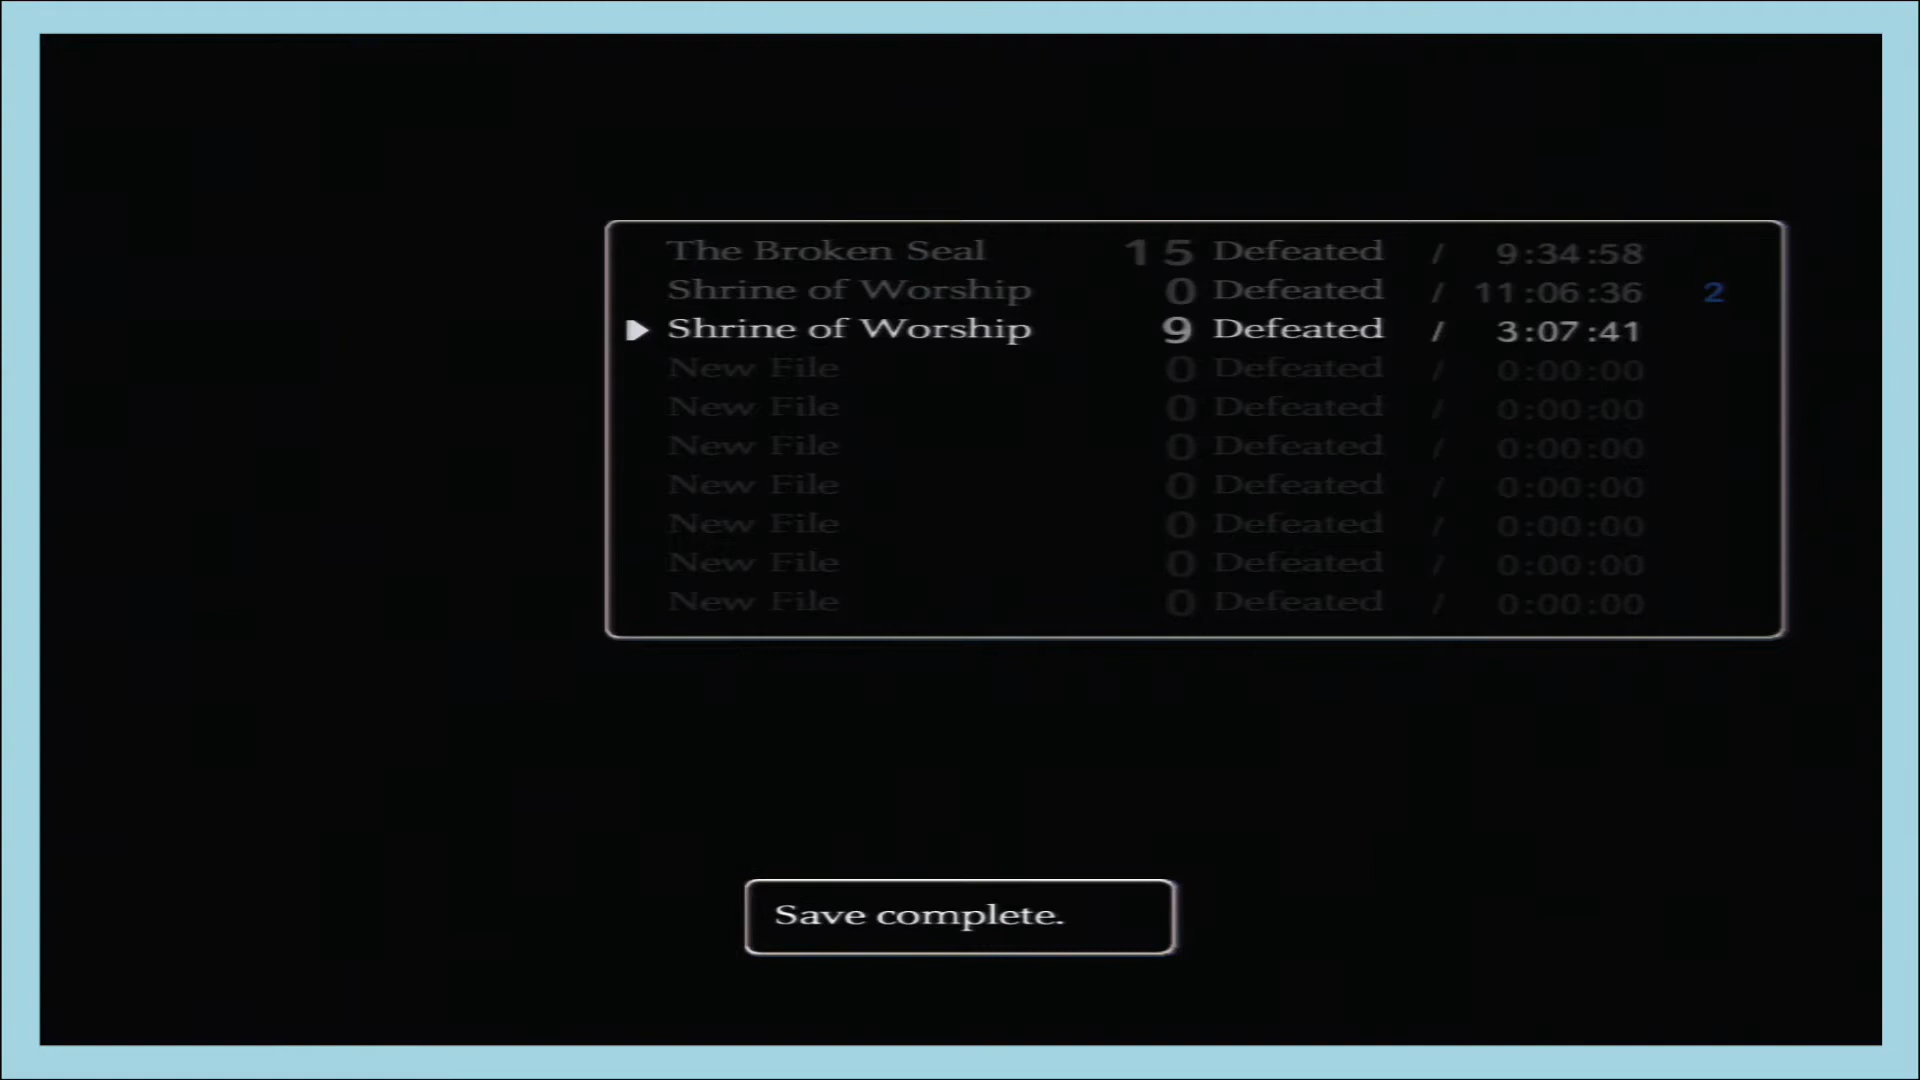 The Broken Seal 15 Defeated / 9:34:58
Shrine of Worship 0 Defeated / 11:06:36 2
Shrine of Worship 9 Defeated / 3:07:41
New File 0 Defeated / 0:00:00
New File 0 Defeated / 0:00:00
New File 0 Defeated / 0:00:00
New File 0 Defeated / 0:00:00
New File 0 Defeated / 0:00:00
New File 0 Defeated / 0:00:00
New File 0 Defeated / 0:00:00
Save complete.